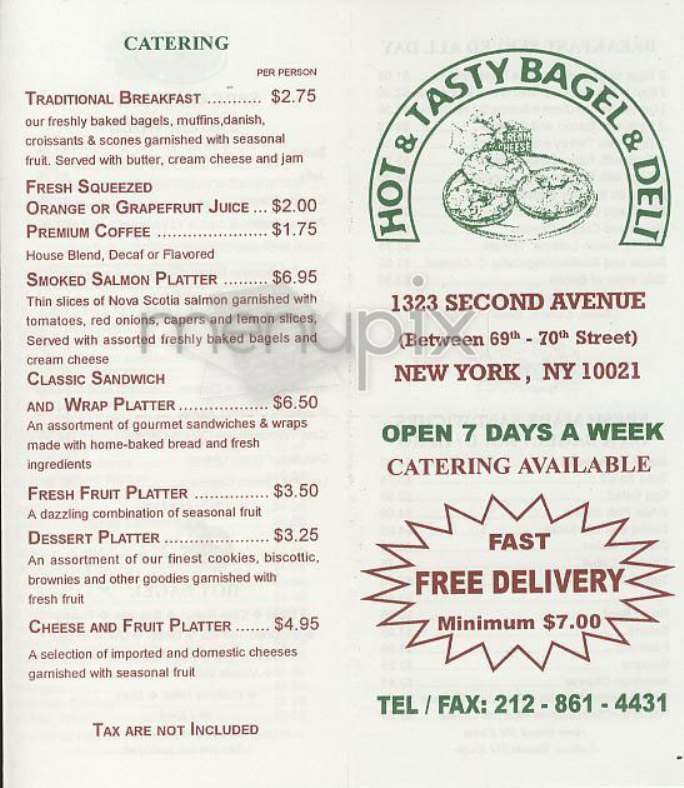 CATERING
PER PERSON
TRADITIONAL BREAKFAST ........... $2.75
our freshly baked bagels, muffins,danish,
croissants & scones garnished with seasonal
fruit. Served with butter, cream cheese and jam
FRESH SQUEEZED
ORANGE OR GRAPEFRUIT JUICE ... $2.00
PREMIUM COFFEE ...................... $1.75
House Blend, Decaf or Flavored
SMOKED SALMON PLATTER ......... $6.95
Thin slices of Nova Scotia salmon garnished with
tomatoes, red onions, capers and lemon slices,
Served with assorted freshly baked bagels and
cream cheese
CLASSIC SANDWICH
AND WRAP PLATTER .................. $6.50
An assortment of gourmet sandwiches & wraps
made with home-baked bread and fresh
ingredients
FRESH FRUIT PLATTER ............... $3.50
A dazzling combination of seasonal fruit
DESSERT PLATTER ..................... $3.25
An assortment of our finest cookies, biscottic,
brownies and other goodies garnished with
fresh fruit
CHEESE AND FRUIT PLATTER ....... $4.95
A selection of imported and domestic cheeses
garnished with seasonal fruit
TAX ARE NOT INCLUDED
HOT & TASTY BAGEL & DELI
CREAM
CHEESE
1323 SECOND AVENUE
(Between 69th - 70th Street)
NEW YORK , NY 10021
OPEN 7 DAYS A WEEK
CATERING AVAILABLE
FAST
FREE DELIVERY
Minimum $7.00
TEL / FAX: 212 - 861 - 4431
menupix